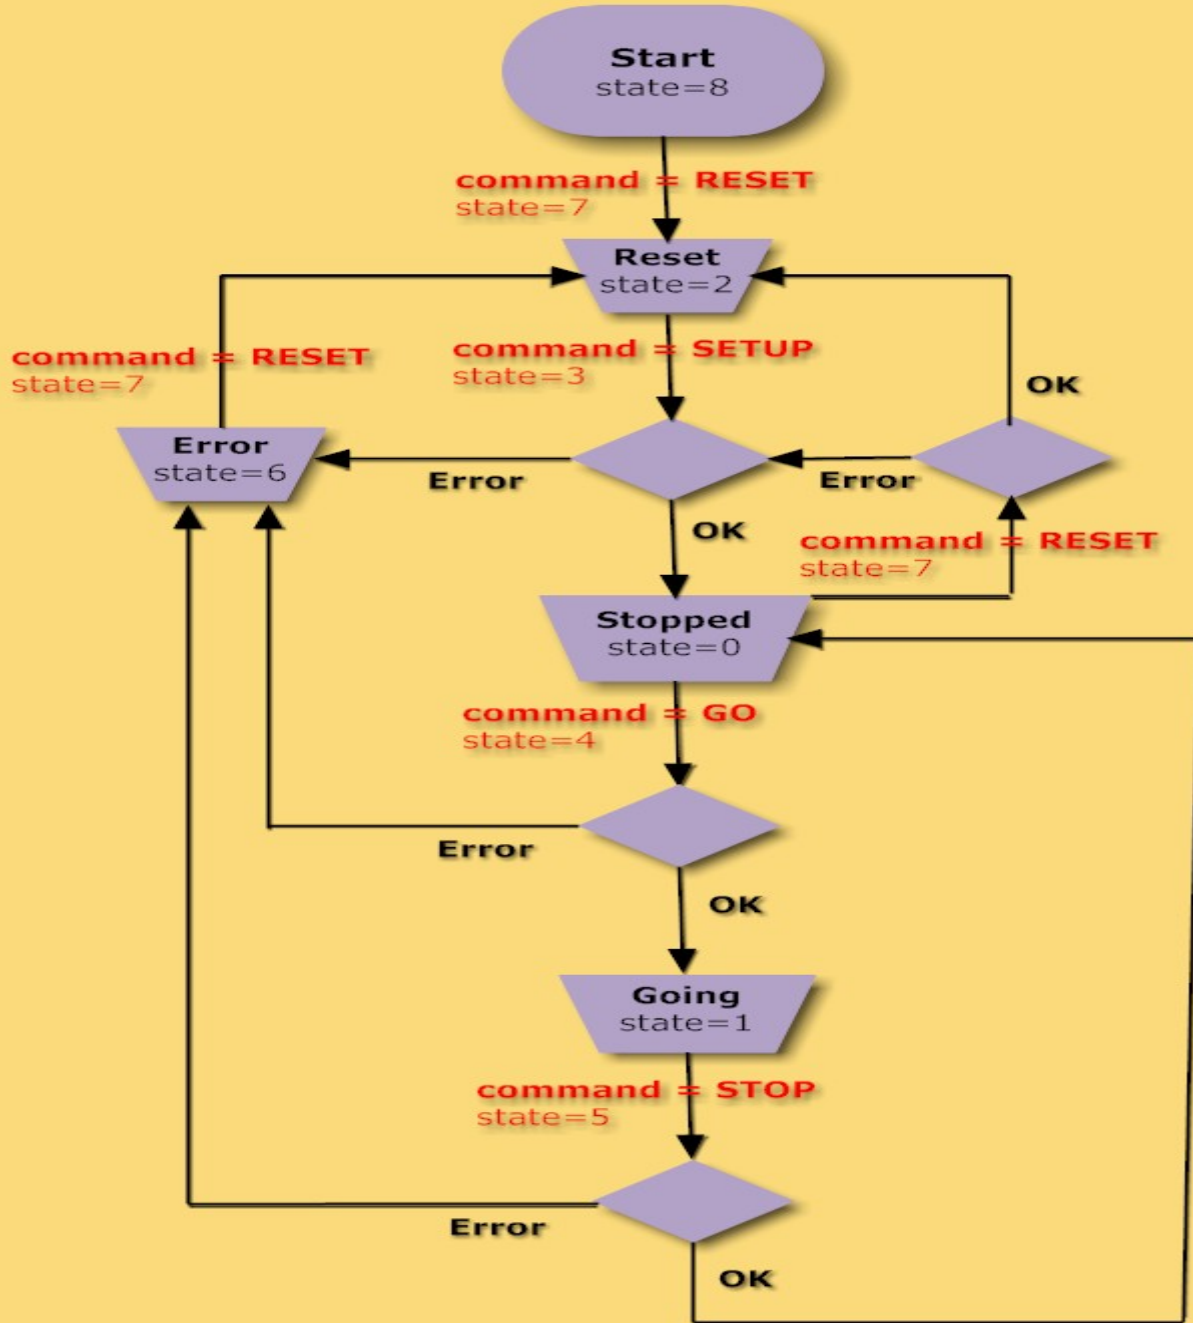 Start
state=8
command = RESET
state=7
Reset
state=2
command = RESET
state=7
command = SETUP
state=3
OK
Error
state=6
Error
Error
OK
command = RESET
state=7
Stopped
state=0
command = GO
state=4
Error
OK
Going
state=1
command = STOP
state=5
Error
OK